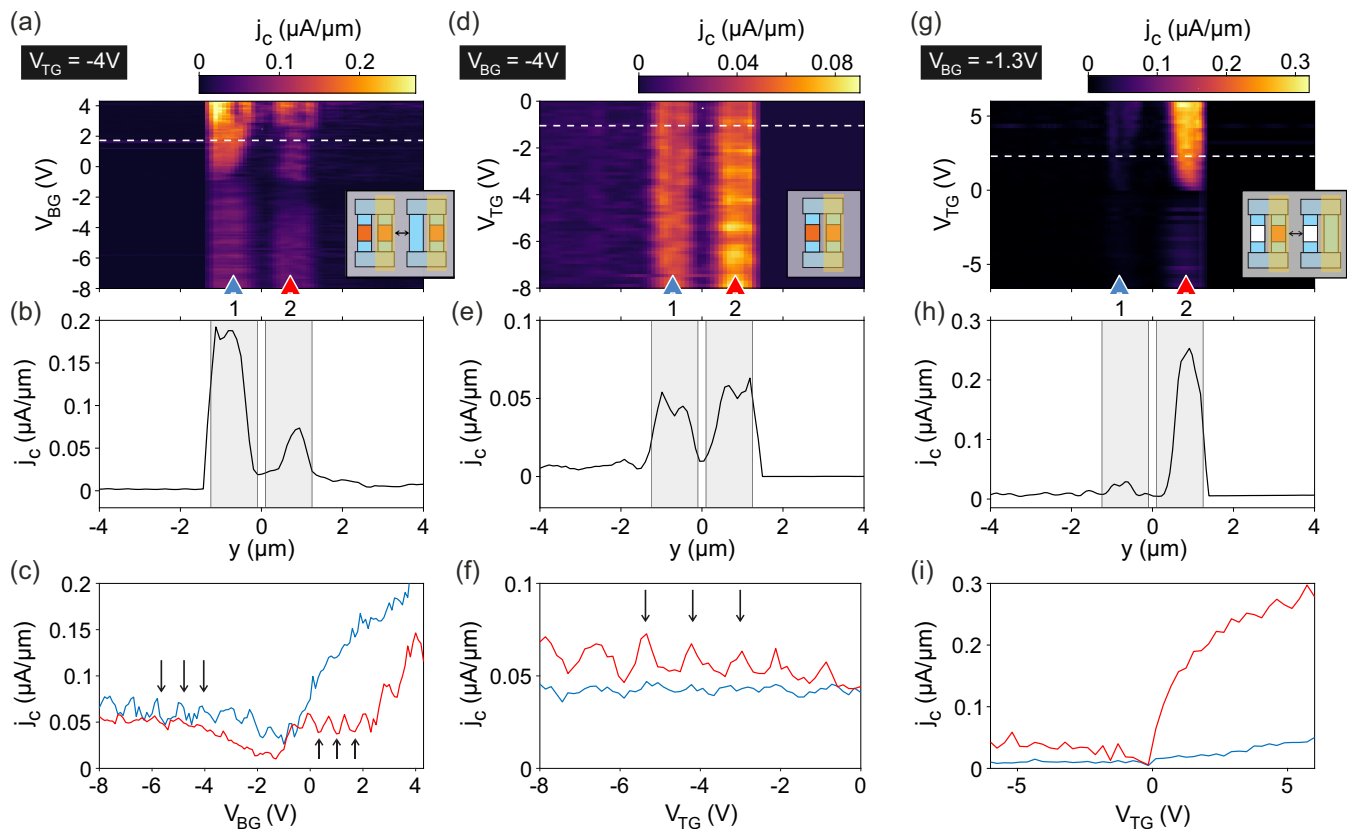 (a)
j_c (µA/µm)
V_TG = -4V
0 0.1 0.2
V_BG (V)
4
2
0
-2
-4
-6
-8
1 2
(b)
j_c (µA/µm)
0.2
0.15
0.1
0.05
0
-4 -2 0 2 4
y (µm)
(c)
j_c (µA/µm)
0.2
0.15
0.1
0.05
0
-8 -6 -4 -2 0 2 4
V_BG (V)
(d)
j_c (µA/µm)
V_BG = -4V
0 0.04 0.08
V_TG (V)
0
-2
-4
-6
-8
1 2
(e)
j_c (µA/µm)
0.1
0.05
0
-4 -2 0 2 4
y (µm)
(f)
j_c (µA/µm)
0.1
0.05
0
-8 -6 -4 -2 0
V_TG (V)
(g)
j_c (µA/µm)
V_BG = -1.3V
0 0.1 0.2 0.3
V_TG (V)
5
0
-5
1 2
(h)
j_c (µA/µm)
0.3
0.2
0.1
0
-4 -2 0 2 4
y (µm)
(i)
j_c (µA/µm)
0.3
0.2
0.1
0
-5 0 5
V_TG (V)